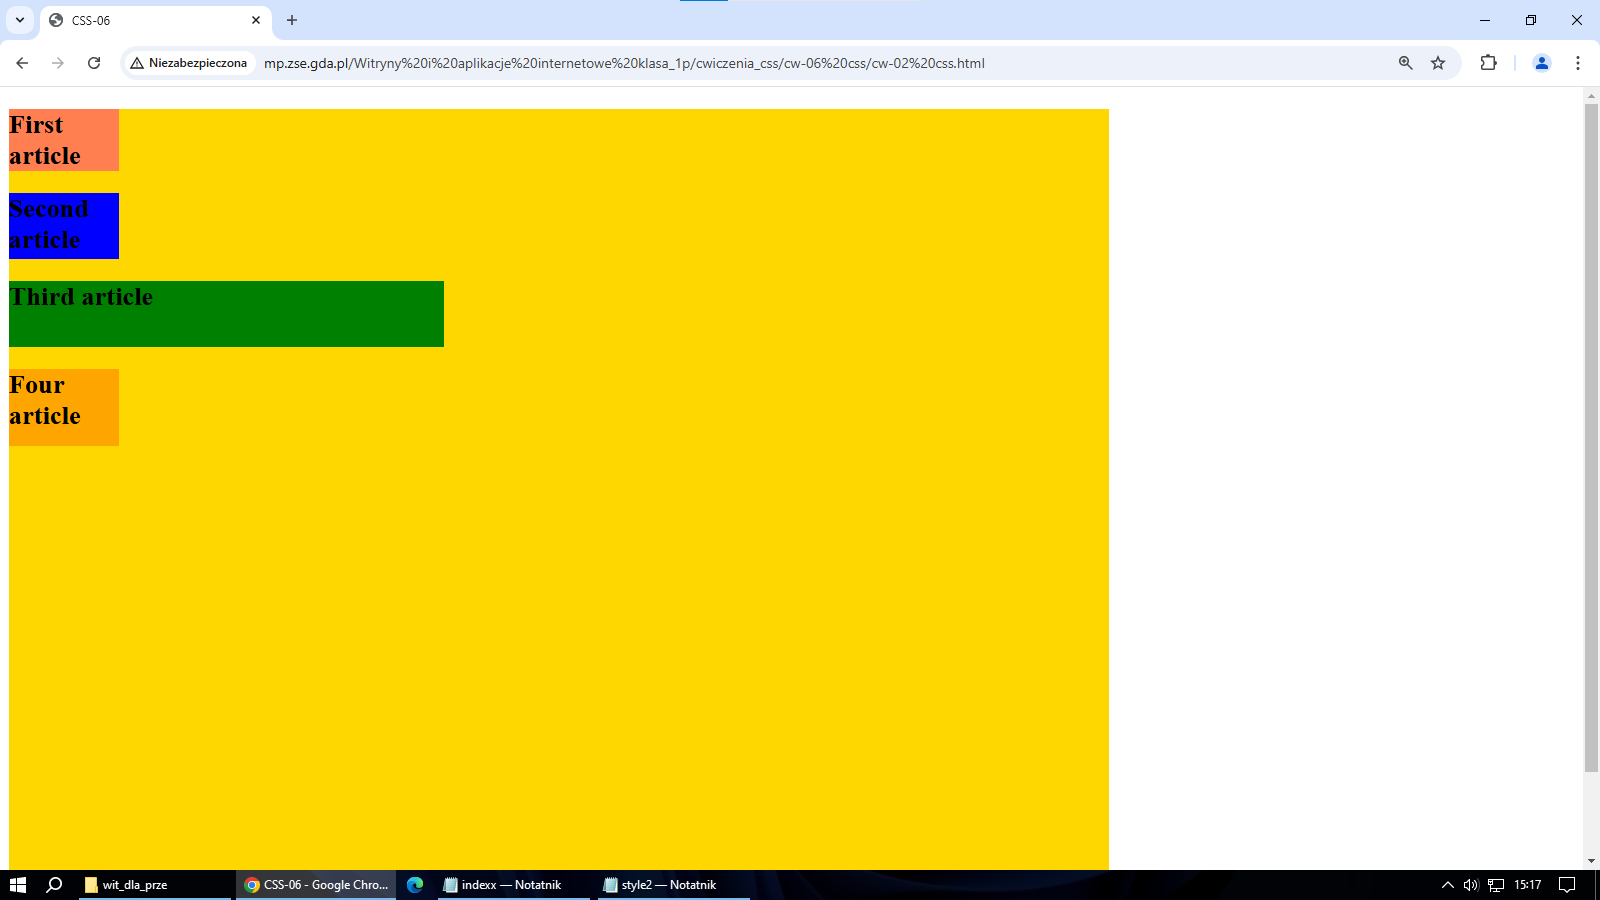 CSS-06
Niezabezpieczona
mp.zse.gda.pl/Witryny%20i%20aplikacje%20internetowe%20klasa_1p/cwiczenia_css/cw-06%20css/cw-02%20css.html
First
article
Second
article
Third article
Four
article
wit_dla_prze
CSS-06 - Google Chro...
indexx — Notatnik
style2 — Notatnik
15:17